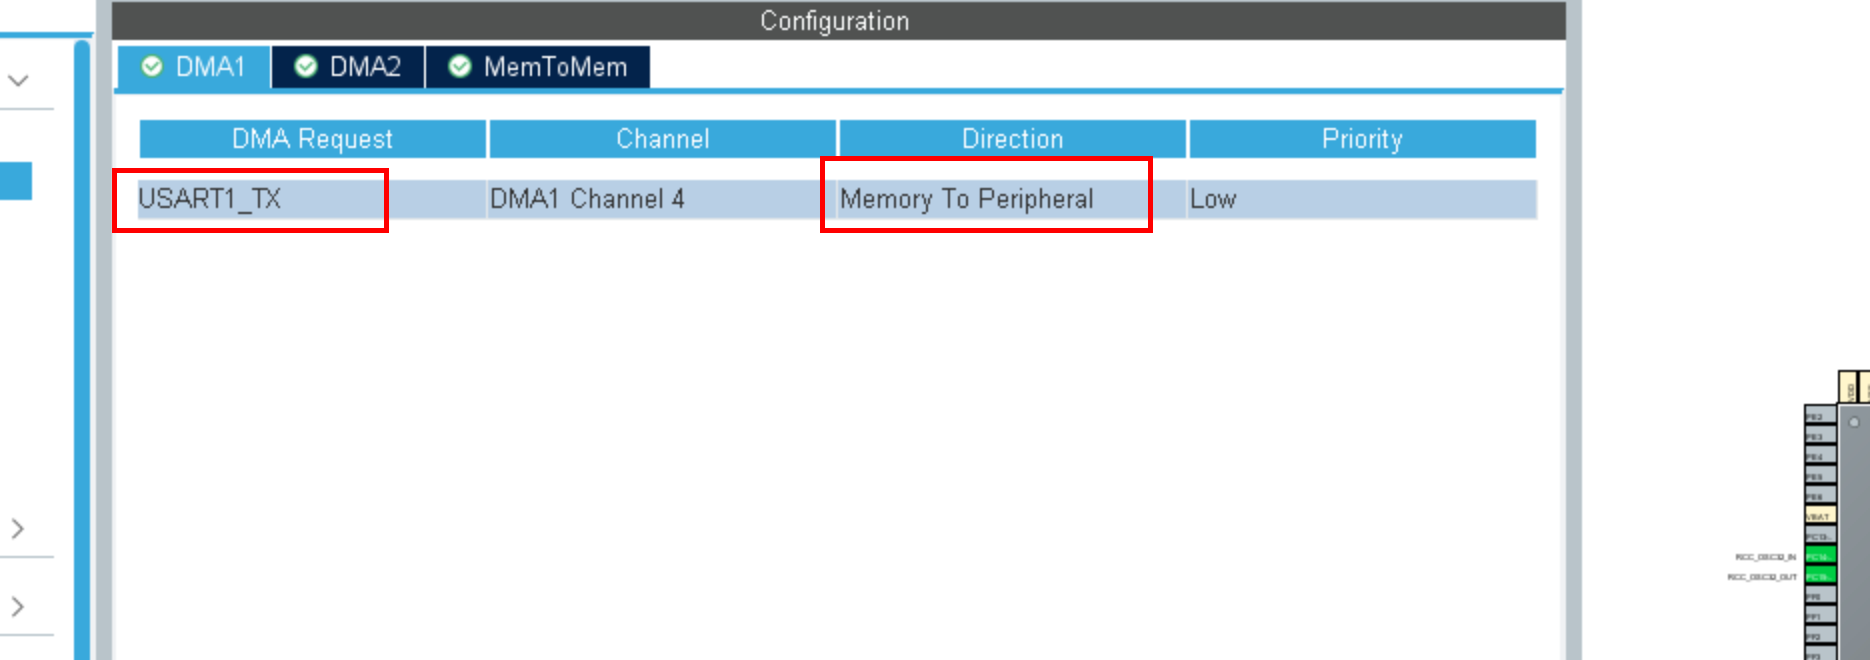 Configuration
DMA1 DMA2 MemToMem
DMA Request Channel Direction Priority
USART1_TX DMA1 Channel 4 Memory To Peripheral Low
VDD
PE2
PE3
PE4
PE5
PE6
VBAT
PC13-
RCC_OSC32_IN PC14-
RCC_OSC32_OUT PC15-
PF0
PF1
PF2
PF3